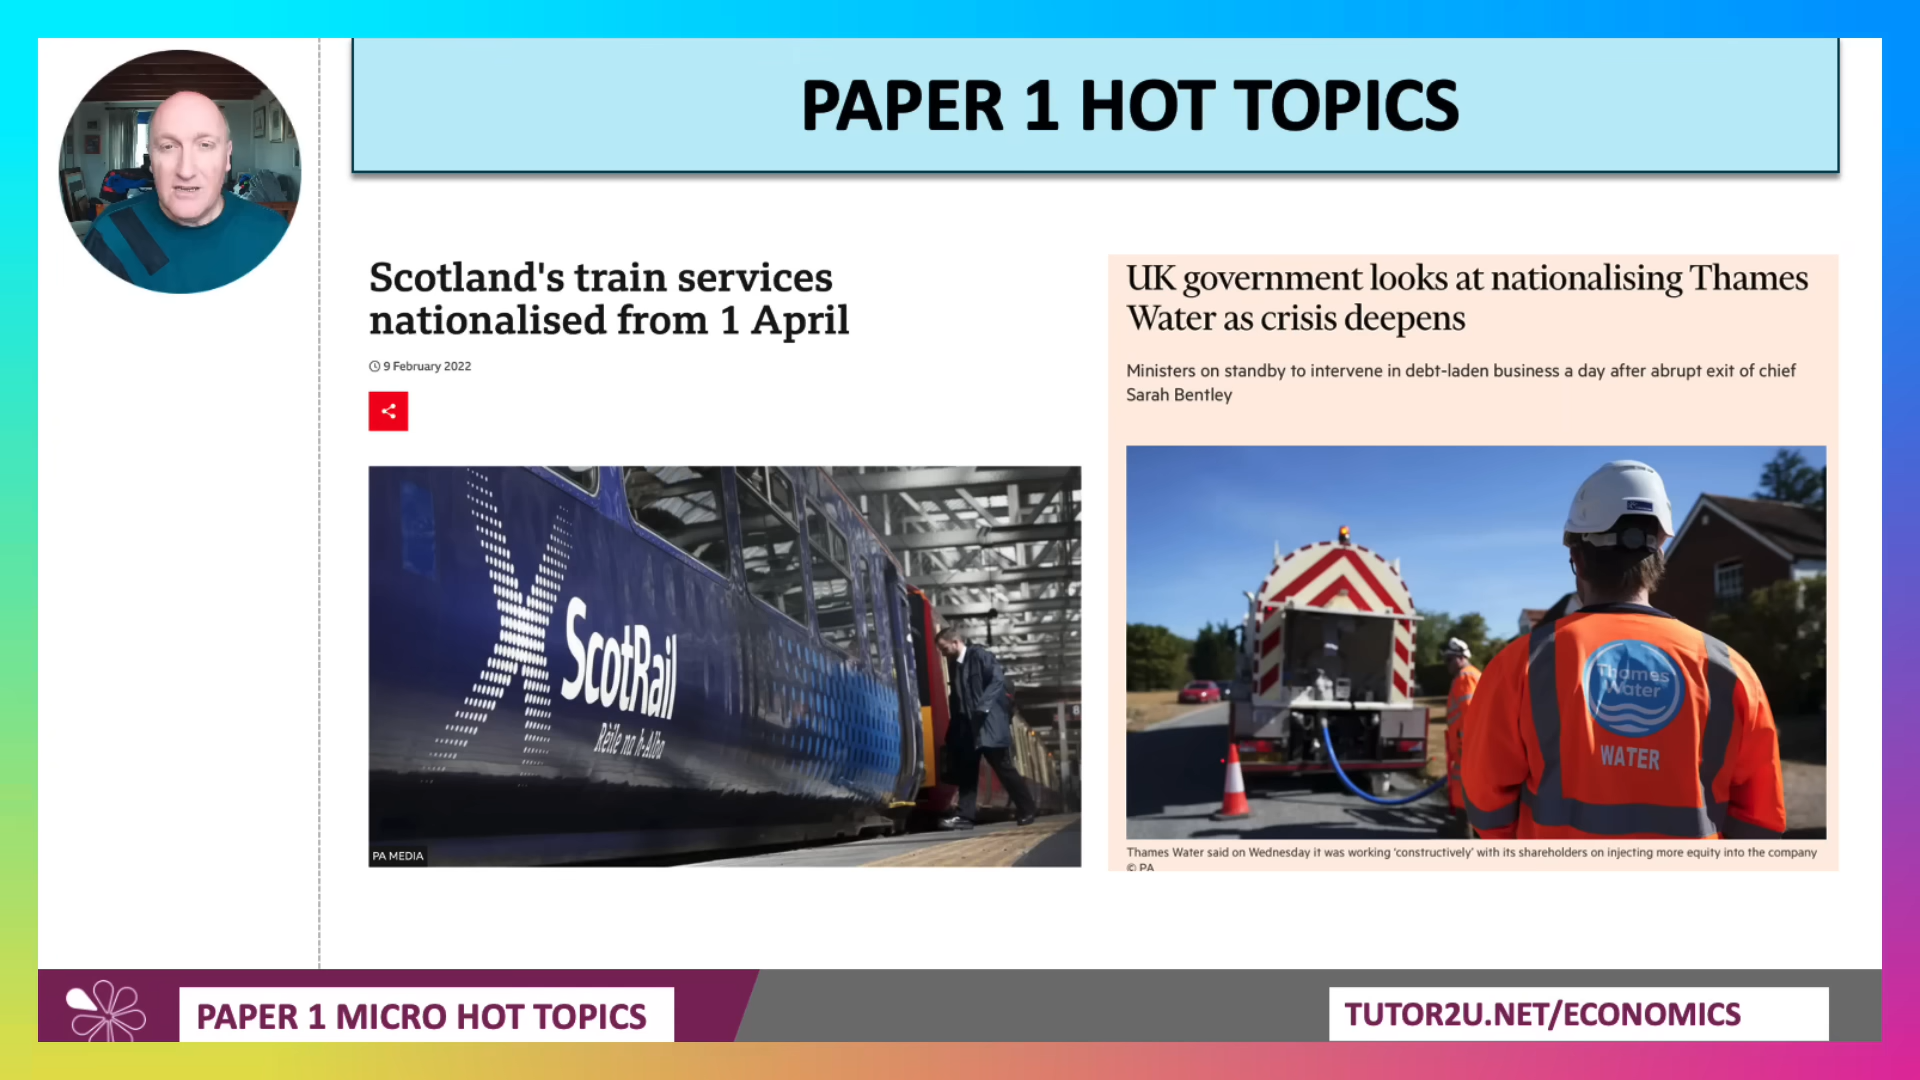 PAPER 1 HOT TOPICS
Scotland's train services
nationalised from 1 April
9 February 2022
ScotRail
Rèile na h-Alba
PA MEDIA
UK government looks at nationalising Thames
Water as crisis deepens
Ministers on standby to intervene in debt-laden business a day after abrupt exit of chief
Sarah Bentley
Thames
Water
WATER
Thames Water said on Wednesday it was working 'constructively' with its shareholders on injecting more equity into the company
© PA
PAPER 1 MICRO HOT TOPICS
TUTOR2U.NET/ECONOMICS